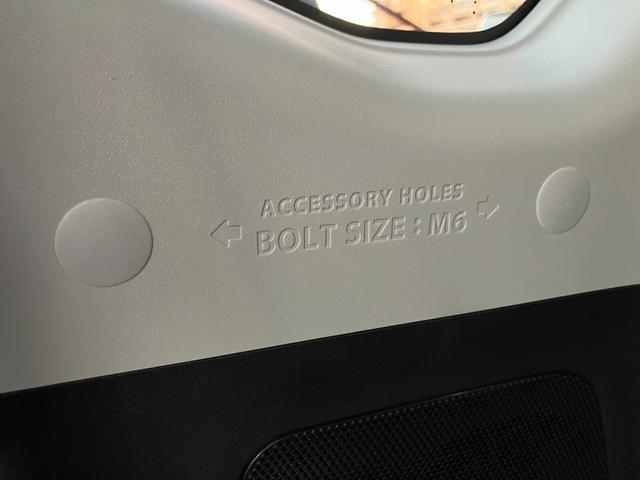 ACCESSORY HOLES
BOLT SIZE : M6